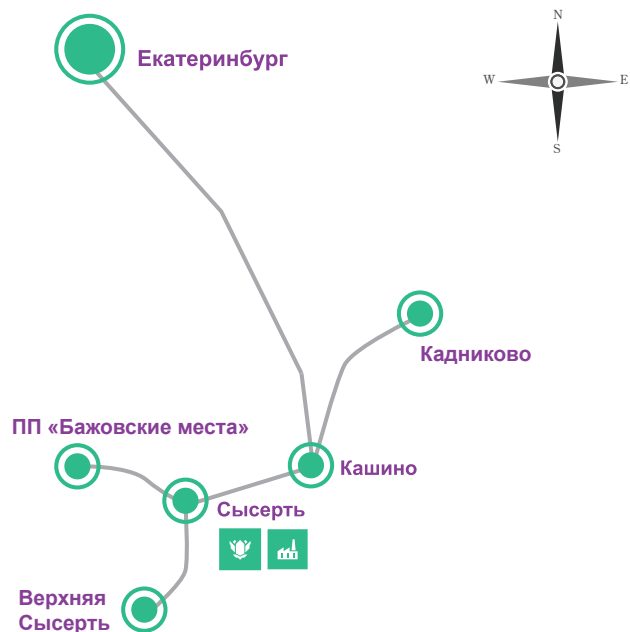 N
Екатеринбург
W
E
S
Кадниково
ПП «Бажовские места»
Кашино
Сысерть
Верхняя
Сысерть